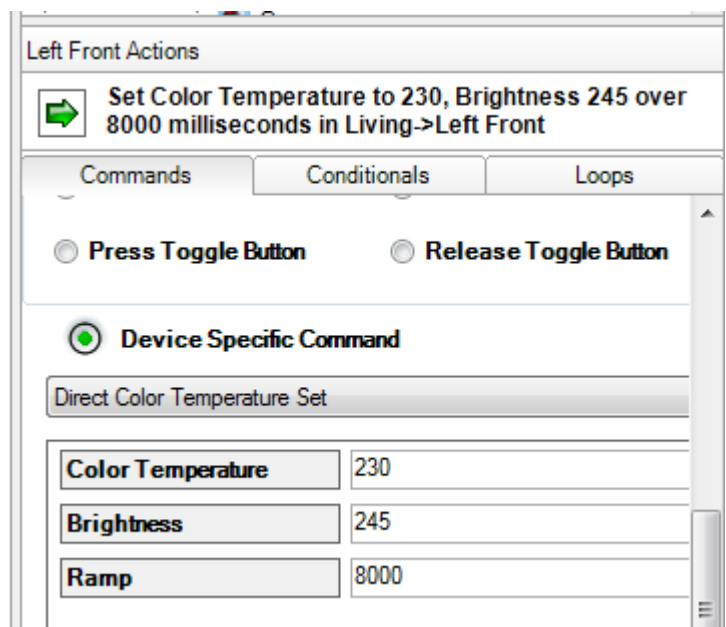 Left Front Actions
Set Color Temperature to 230, Brightness 245 over
8000 milliseconds in Living->Left Front
Commands Conditionals Loops
Press Toggle Button Release Toggle Button
Device Specific Command
Direct Color Temperature Set
Color Temperature 230
Brightness 245
Ramp 8000